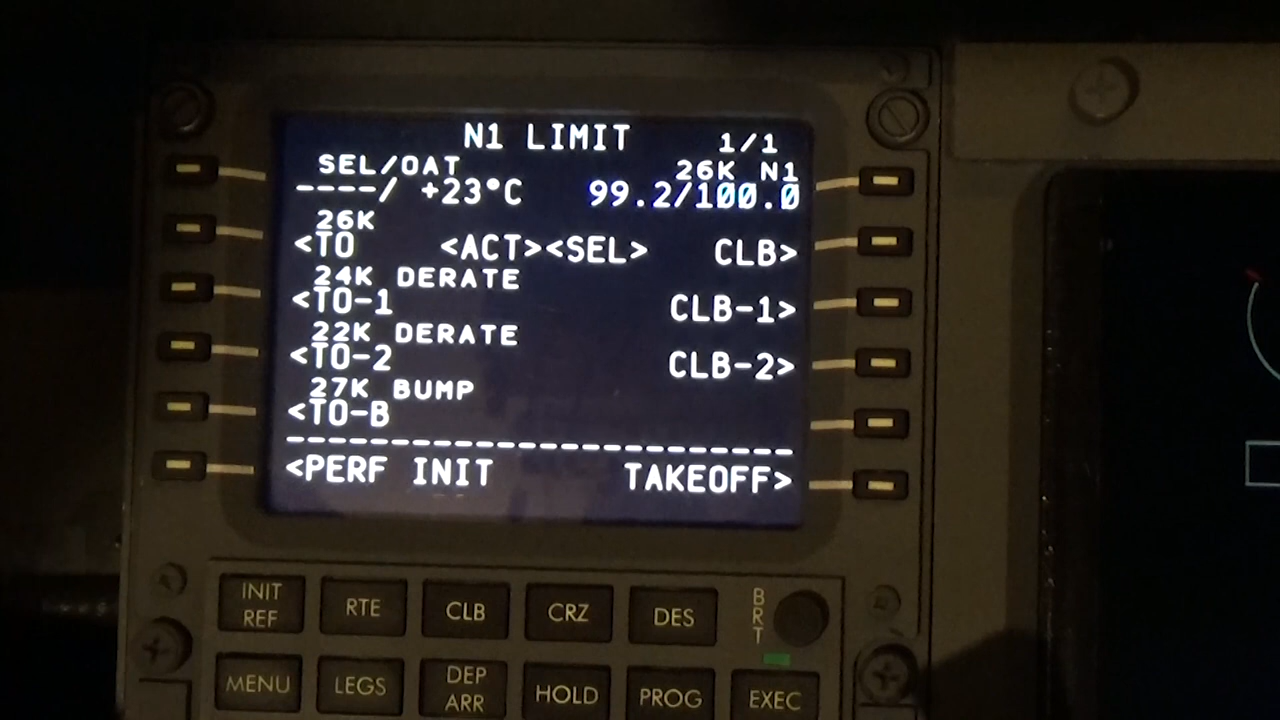 N1 LIMIT 1/1
SEL/OAT 26K N1
----/ +23°C 99.2/100.0
26K
<TO <ACT><SEL> CLB>
24K DERATE
<TO-1 CLB-1>
22K DERATE
<TO-2 CLB-2>
27K BUMP
<TO-B
------------------------
<PERF INIT TAKEOFF>
INIT REF RTE CLB CRZ DES BRT
MENU LEGS DEP ARR HOLD PROG EXEC